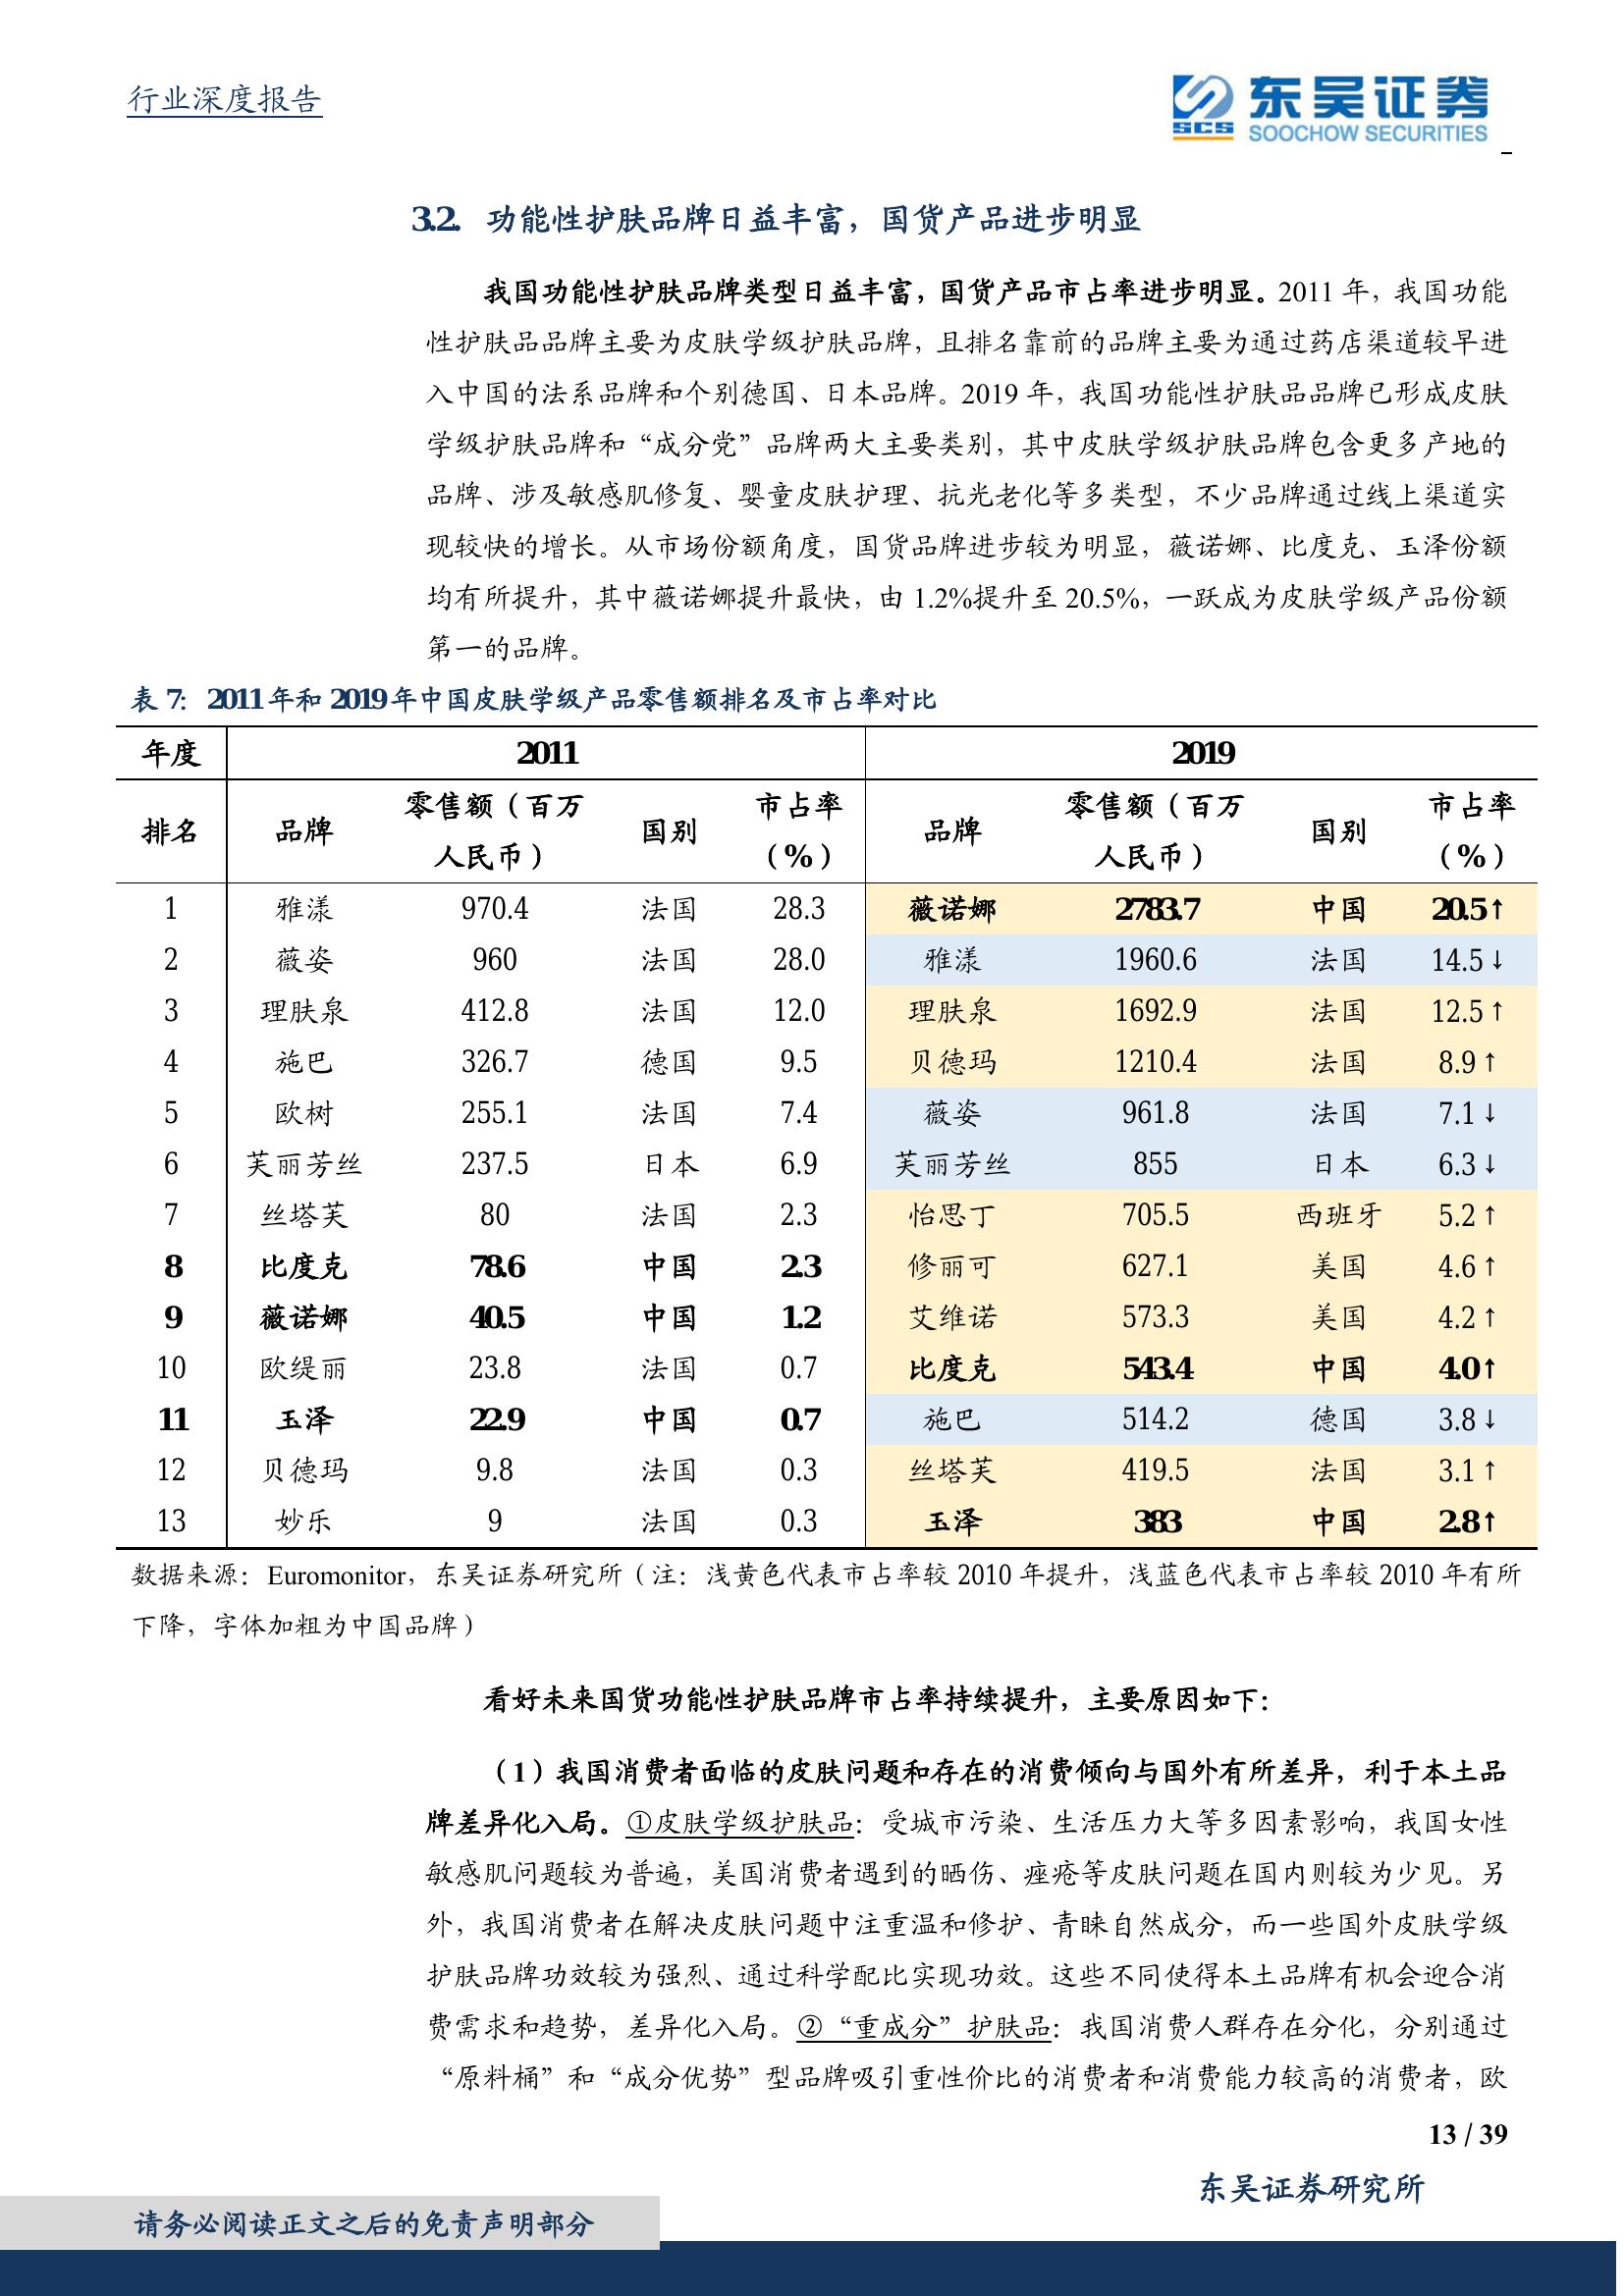 行业深度报告
SCS 东吴证券
SOOCHOW SECURITIES
3.2. 功能性护肤品牌日益丰富，国货产品进步明显
我国功能性护肤品牌类型日益丰富，国货产品市占率进步明显。2011 年，我国功能
性护肤品品牌主要为皮肤学级护肤品牌，且排名靠前的品牌主要为通过药店渠道较早进
入中国的法系品牌和个别德国、日本品牌。2019 年，我国功能性护肤品品牌已形成皮肤
学级护肤品牌和“成分党”品牌两大主要类别，其中皮肤学级护肤品牌包含更多产地的
品牌、涉及敏感肌修复、婴童皮肤护理、抗光老化等多类型，不少品牌通过线上渠道实
现较快的增长。从市场份额角度，国货品牌进步较为明显，薇诺娜、比度克、玉泽份额
均有所提升，其中薇诺娜提升最快，由 1.2%提升至 20.5%，一跃成为皮肤学级产品份额
第一的品牌。
表 7：2011 年和 2019 年中国皮肤学级产品零售额排名及市占率对比
年度 2011 2019
排名 品牌 零售额（百万人民币） 国别 市占率（%） 品牌 零售额（百万人民币） 国别 市占率（%）
1 雅漾 970.4 法国 28.3 薇诺娜 2783.7 中国 20.5↑
2 薇姿 960 法国 28.0 雅漾 1960.6 法国 14.5↓
3 理肤泉 412.8 法国 12.0 理肤泉 1692.9 法国 12.5↑
4 施巴 326.7 德国 9.5 贝德玛 1210.4 法国 8.9↑
5 欧树 255.1 法国 7.4 薇姿 961.8 法国 7.1↓
6 芙丽芳丝 237.5 日本 6.9 芙丽芳丝 855 日本 6.3↓
7 丝塔芙 80 法国 2.3 怡思丁 705.5 西班牙 5.2↑
8 比度克 78.6 中国 2.3 修丽可 627.1 美国 4.6↑
9 薇诺娜 40.5 中国 1.2 艾维诺 573.3 美国 4.2↑
10 欧缇丽 23.8 法国 0.7 比度克 543.4 中国 4.0↑
11 玉泽 22.9 中国 0.7 施巴 514.2 德国 3.8↓
12 贝德玛 9.8 法国 0.3 丝塔芙 419.5 法国 3.1↑
13 妙乐 9 法国 0.3 玉泽 383 中国 2.8↑
数据来源：Euromonitor，东吴证券研究所（注：浅黄色代表市占率较 2010 年提升，浅蓝色代表市占率较 2010 年有所
下降，字体加粗为中国品牌）
看好未来国货功能性护肤品牌市占率持续提升，主要原因如下：
（1）我国消费者面临的皮肤问题和存在的消费倾向与国外有所差异，利于本土品
牌差异化入局。①皮肤学级护肤品：受城市污染、生活压力大等多因素影响，我国女性
敏感肌问题较为普遍，美国消费者遇到的晒伤、痤疮等皮肤问题在国内则较为少见。另
外，我国消费者在解决皮肤问题中注重温和修护、青睐自然成分，而一些国外皮肤学级
护肤品牌功效较为强烈、通过科学配比实现功效。这些不同使得本土品牌有机会迎合消
费需求和趋势，差异化入局。②“重成分”护肤品：我国消费人群存在分化，分别通过
“原料桶”和“成分优势”型品牌吸引重性价比的消费者和消费能力较高的消费者，欧
13 / 39
东吴证券研究所
请务必阅读正文之后的免责声明部分